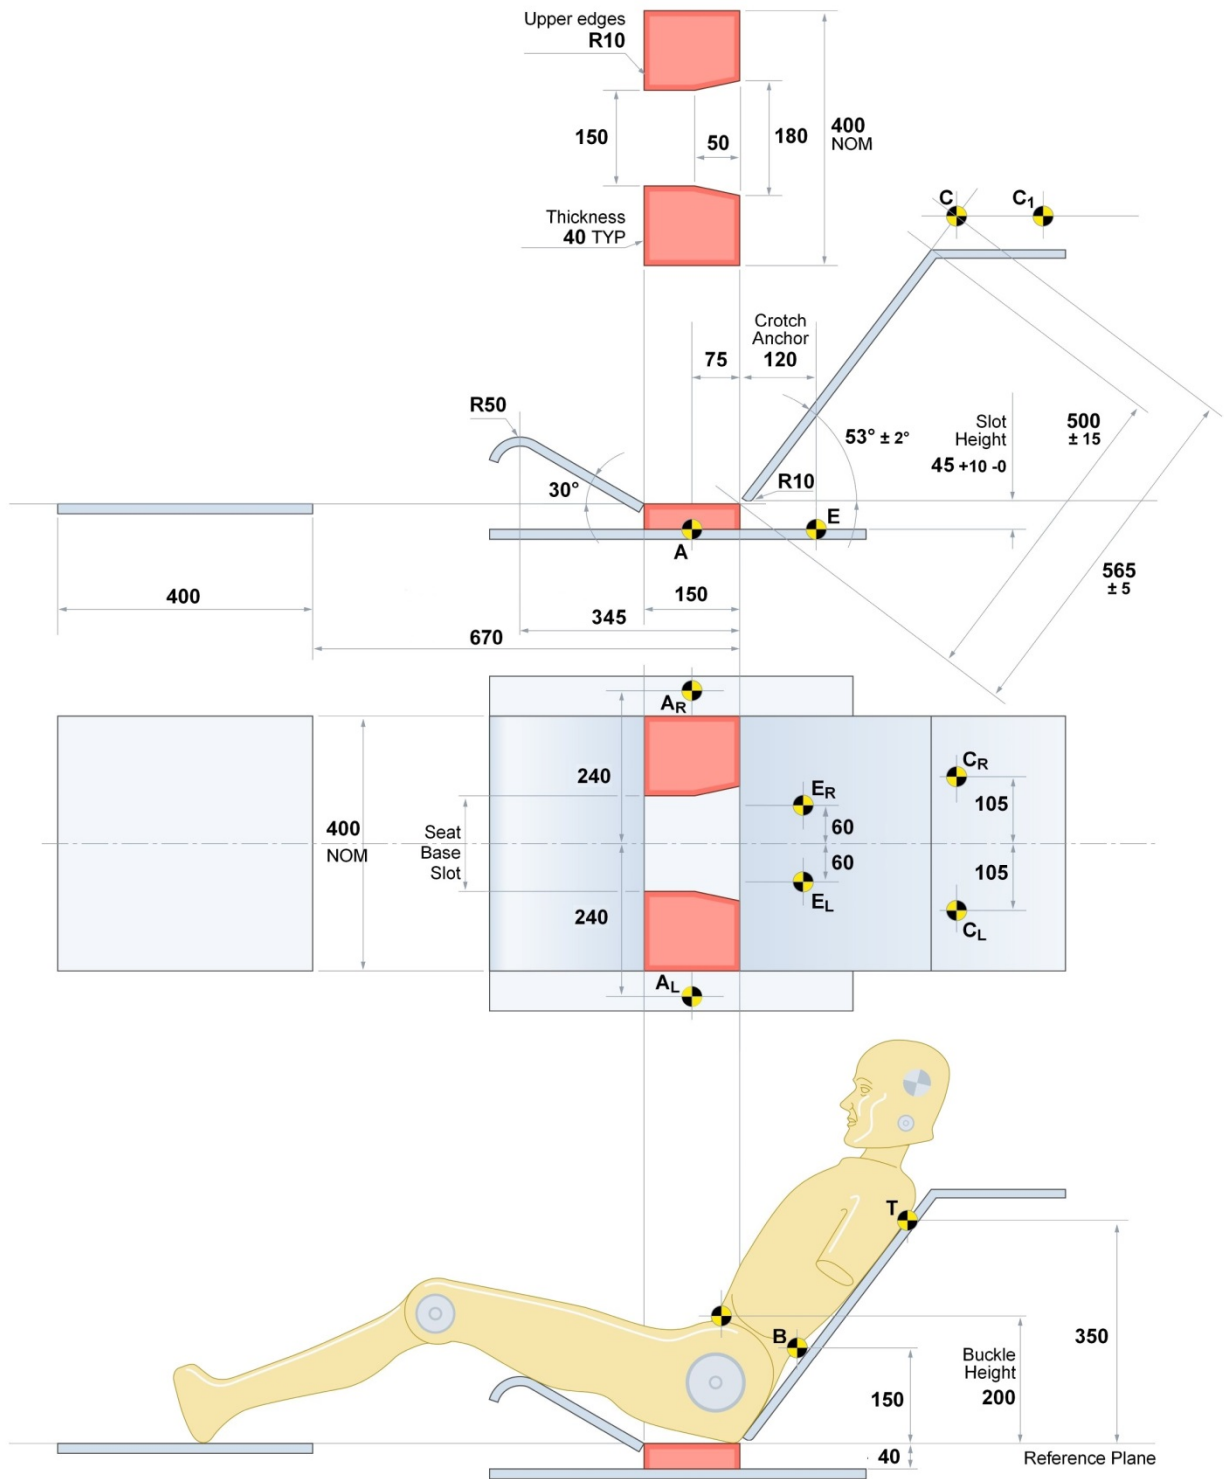 Upper edges
R10
150
50
180
400
NOM
Thickness
40 TYP
C
C1
Crotch
Anchor
75
120
R50
53° ± 2°
Slot
Height
45 +10 -0
500
± 15
30°
R10
A
E
565
± 5
400
150
345
670
AR
240
ER
CR
105
60
400
NOM
Seat
Base
Slot
60
105
240
EL
CL
AL
T
B
350
Buckle
Height
200
150
40
Reference Plane